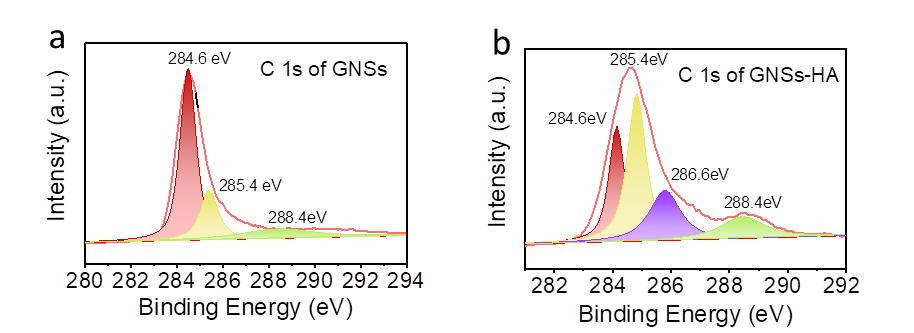 a
284.6 eV
C 1s of GNSs
285.4 eV
288.4eV
Intensity (a.u.)
280 282 284 286 288 290 292 294
Binding Energy (eV)
b
285.4eV
C 1s of GNSs-HA
284.6eV
286.6eV
288.4eV
Intensity (a.u.)
282 284 286 288 290 292
Binding Energy (eV)